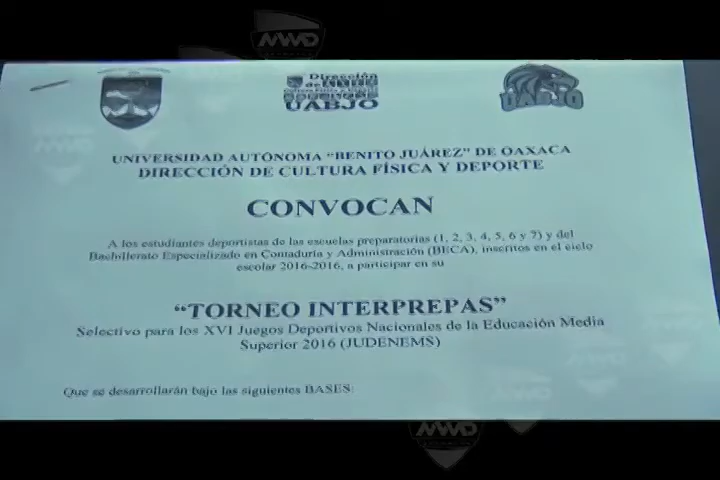 MWD
Dirección
de
UABJO
UABJO
UNIVERSIDAD AUTÓNOMA "BENITO JUÁREZ" DE OAXACA
DIRECCIÓN DE CULTURA FÍSICA Y DEPORTE
CONVOCAN
A los estudiantes deportistas de las escuelas preparatorias (1, 2, 3, 4, 5, 6 y 7) y del
Bachillerato Especializado en Contaduría y Administración (BECA), inscritos en el ciclo
escolar 2016-2016, a participar en su
"TORNEO INTERPREPAS"
Selectivo para los XVI Juegos Deportivos Nacionales de la Educación Media
Superior 2016 (JUDENEMS)
Que se desarrollarán bajo las siguientes BASES:
MWD